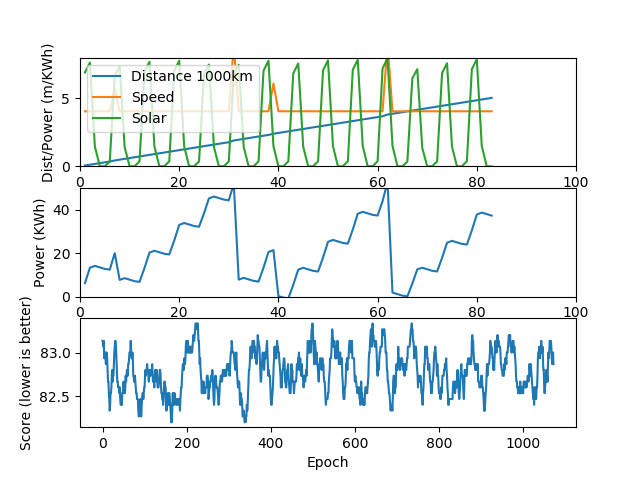 Dist/Power (m/KWh)
5
0
Distance 1000km
Speed
Solar
0 20 40 60 80 100
Power (KWh)
40
20
0
0 20 40 60 80 100
Score (lower is better)
83.0
82.5
0 200 400 600 800 1000
Epoch